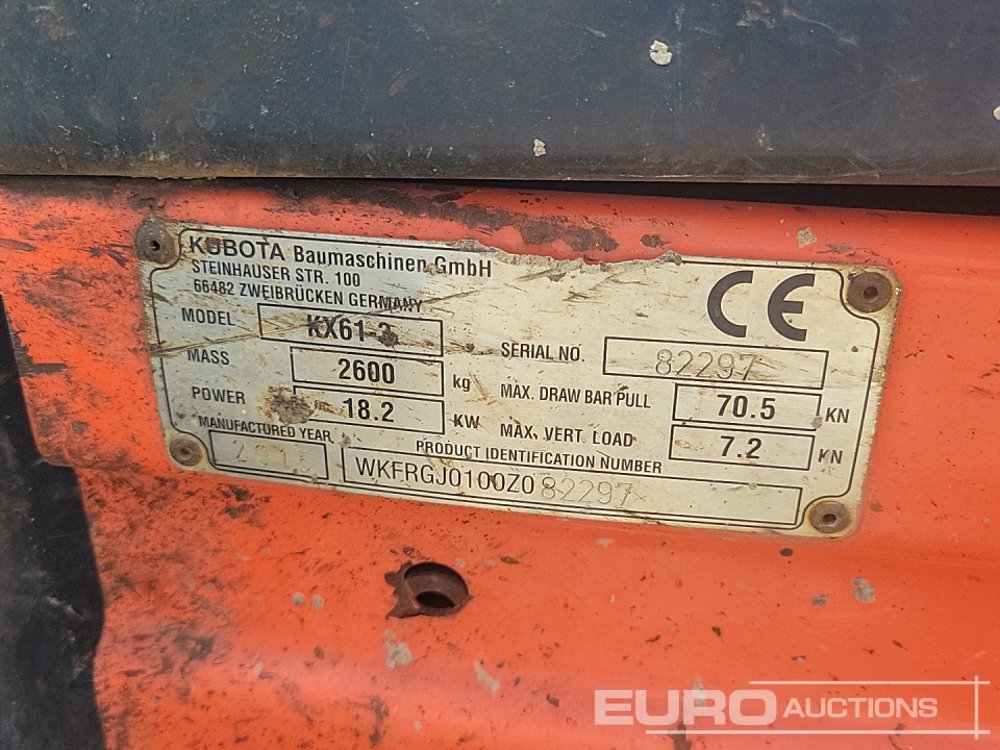 KUBOTA Baumaschinen GmbH
STEINHAUSER STR. 100
66482 ZWEIBRÜCKEN GERMANY
MODEL KX61-3
MASS 2600 kg
POWER 18.2 KW
MANUFACTURED YEAR
SERIAL NO. 82297
MAX. DRAW BAR PULL 70.5 KN
MAX. VERT. LOAD 7.2 KN
PRODUCT IDENTIFICATION NUMBER
WKFRGJ0100Z082297
CE
EURO AUCTIONS